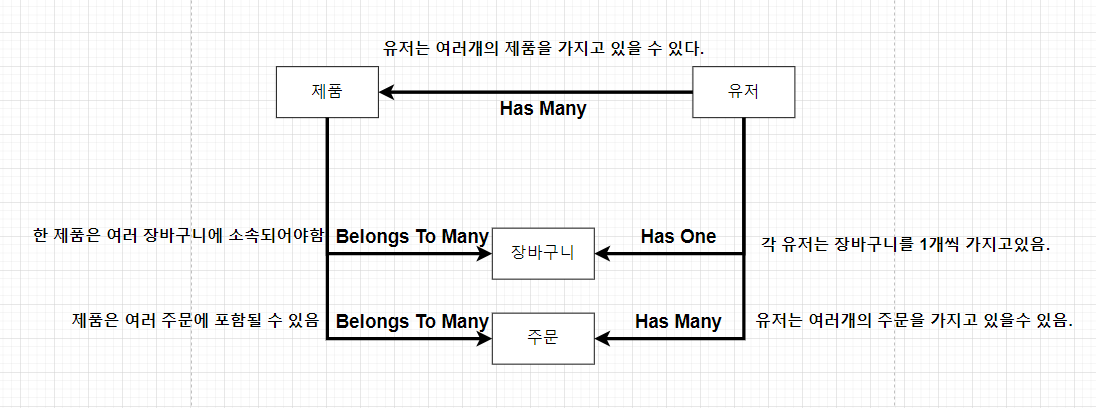 유저는 여러개의 제품을 가지고 있을 수 있다.
제품
유저
Has Many
한 제품은 여러 장바구니에 소속되어야함
Belongs To Many
장바구니
Has One
각 유저는 장바구니를 1개씩 가지고있음.
제품은 여러 주문에 포함될 수 있음
Belongs To Many
주문
Has Many
유저는 여러개의 주문을 가지고 있을수 있음.